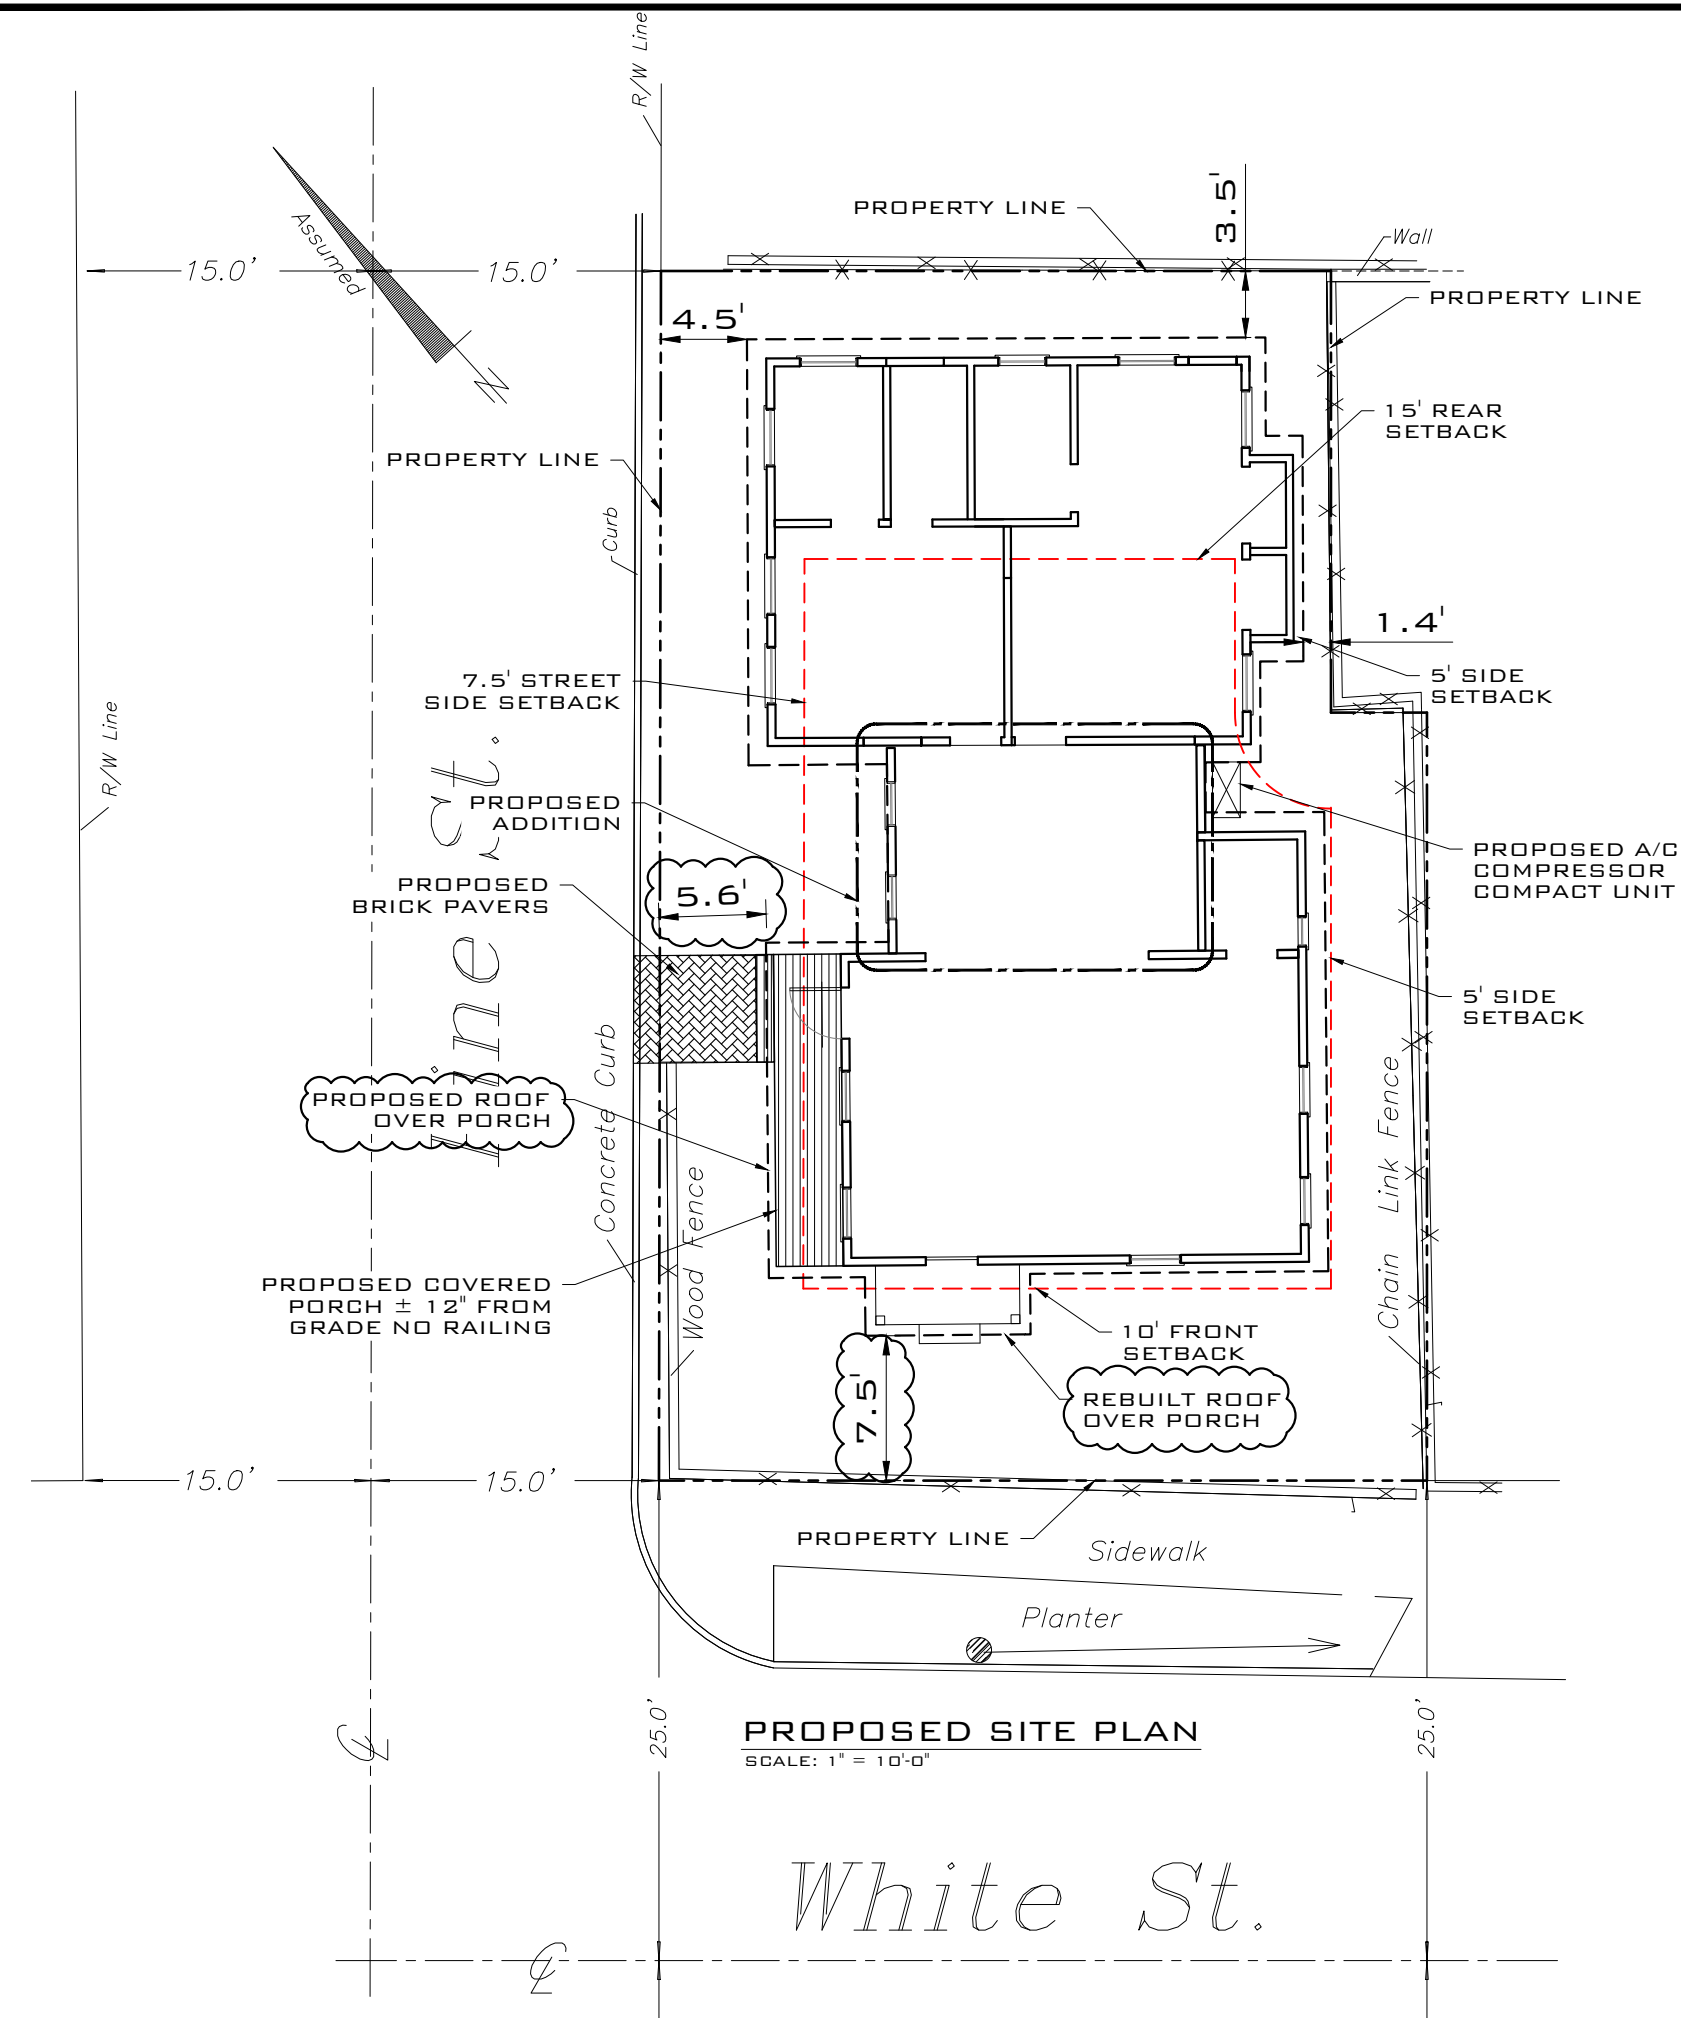 R/W Line
PROPERTY LINE
3.5'
Wall
15.0'
15.0'
Assumed
N
PROPERTY LINE
4.5'
15' REAR
SETBACK
PROPERTY LINE
Curb
1.4'
5' SIDE
SETBACK
7.5' STREET
SIDE SETBACK
R/W Line
PROPOSED
ADDITION
PROPOSED A/C
COMPRESSOR
COMPACT UNIT
PROPOSED
BRICK PAVERS
5.6'
5' SIDE
SETBACK
Concrete Curb
Wood Fence
Chain Link Fence
PROPOSED ROOF
OVER PORCH
PROPOSED COVERED
PORCH ± 12" FROM
GRADE NO RAILING
10' FRONT
SETBACK
7.5'
REBUILT ROOF
OVER PORCH
15.0'
15.0'
PROPERTY LINE
Sidewalk
Planter
25.0'
25.0'
PROPOSED SITE PLAN
SCALE: 1" = 10'-0"
White St.